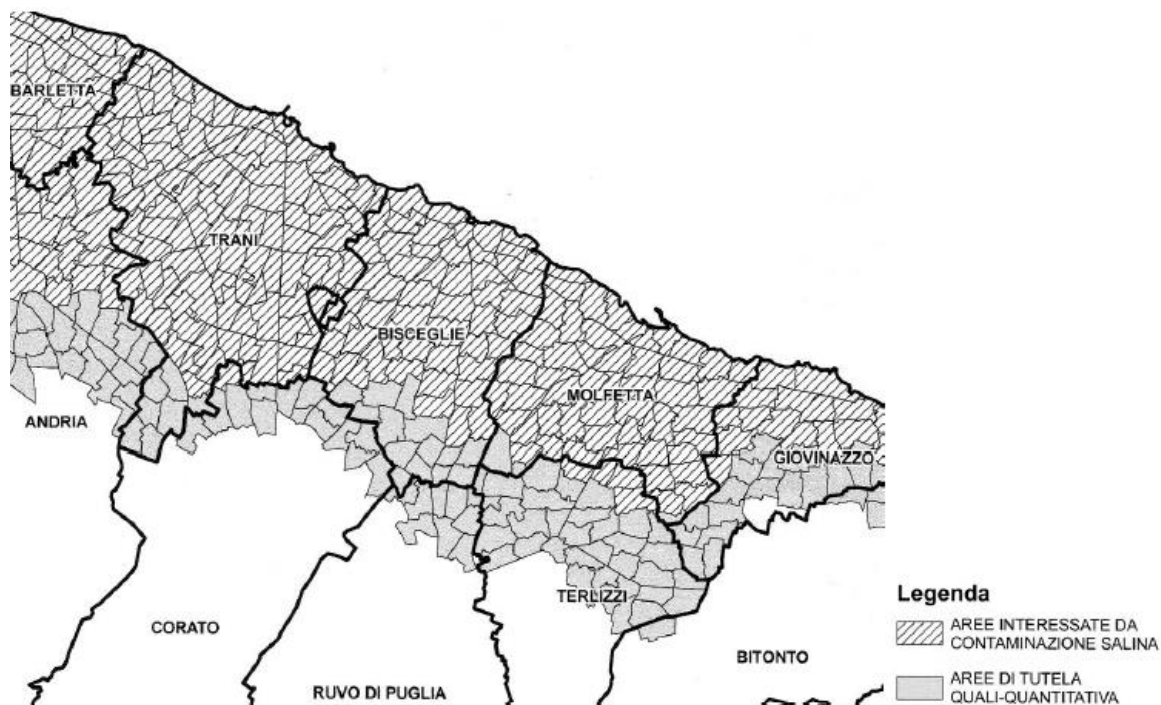 BARLETTA
TRANI
BISCEGLIE
MOLFETTA
ANDRIA
GIOVINAZZO
TERLIZZI
CORATO
BITONTO
RUVO DI PUGLIA
Legenda
AREE INTERESSATE DA
CONTAMINAZIONE SALINA
AREE DI TUTELA
QUALI-QUANTITATIVA